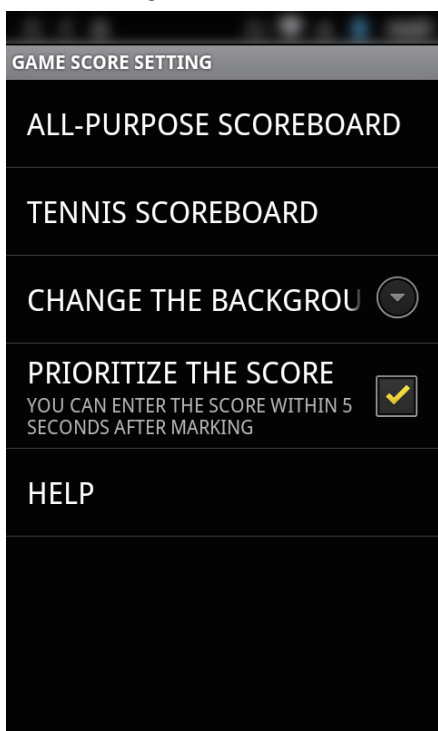 GAME SCORE SETTING
ALL-PURPOSE SCOREBOARD
TENNIS SCOREBOARD
CHANGE THE BACKGROU
PRIORITIZE THE SCORE
YOU CAN ENTER THE SCORE WITHIN 5
SECONDS AFTER MARKING
HELP